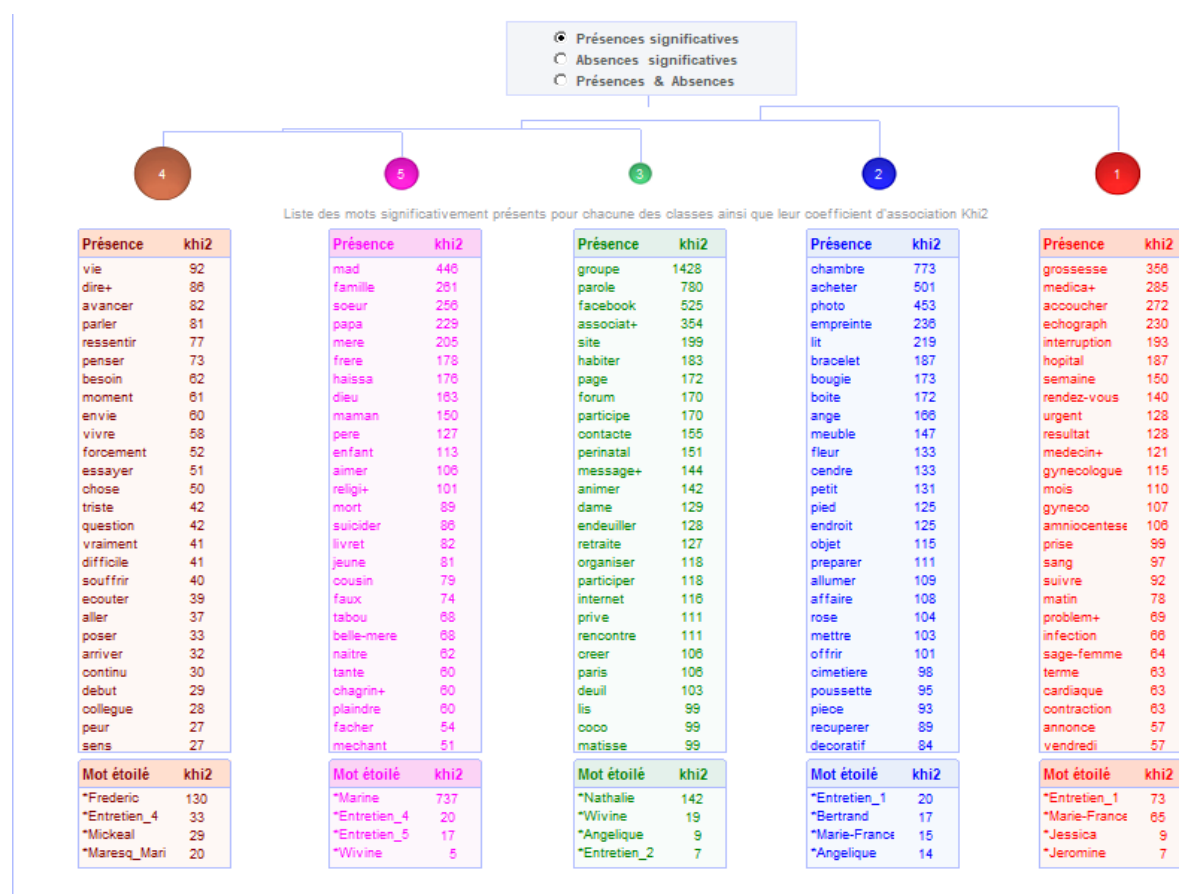 Présences significatives
Absences significatives
Présences & Absences
4 5 3 2 1
Liste des mots significativement présents pour chacune des classes ainsi que leur coefficient d'association Khi2
Présence khi2 Présence khi2 Présence khi2 Présence khi2 Présence khi2
vie 92 mad 446 groupe 1428 chambre 773 grossesse 356
dire+ 86 famille 261 parole 780 acheter 501 medica+ 285
avancer 82 soeur 256 facebook 525 photo 453 accoucher 272
parler 81 papa 229 associat+ 354 empreinte 236 echograph 230
ressentir 77 mere 205 site 199 lit 219 interruption 193
penser 73 frere 178 habiter 183 bracelet 187 hopital 187
besoin 62 haissa 176 page 172 bougie 173 semaine 150
moment 61 dieu 163 forum 170 boite 172 rendez-vous 140
envie 60 maman 150 participe 170 ange 166 urgent 128
vivre 58 pere 127 contacte 155 meuble 147 resultat 128
forcement 52 enfant 113 perinatal 151 fleur 133 medecin+ 121
essayer 51 aimer 106 message+ 144 cendre 133 gynecologue 115
chose 50 religi+ 101 animer 142 petit 131 mois 110
triste 42 mort 89 dame 129 pied 125 gyneco 107
question 42 suicider 86 endeuiller 128 endroit 125 amniocentese 106
vraiment 41 livret 82 retraite 127 objet 115 prise 99
difficile 41 jeune 81 organiser 118 preparer 111 sang 97
souffrir 40 cousin 79 participer 118 allumer 109 suivre 92
ecouter 39 faux 74 internet 116 affaire 108 matin 78
aller 37 tabou 68 prive 111 rose 104 problem+ 69
poser 33 belle-mere 68 rencontre 111 mettre 103 infection 66
arriver 32 naitre 62 creer 106 offrir 101 sage-femme 64
continu 30 tante 60 paris 106 cimetiere 98 terme 63
debut 29 chagrin+ 60 deuil 103 poussette 95 cardiaque 63
collegue 28 plaindre 60 lis 99 piece 93 contraction 63
peur 27 facher 54 coco 99 recuperer 89 annonce 57
sens 27 mechant 51 matisse 99 decoratif 84 vendredi 57
Mot étoilé khi2 Mot étoilé khi2 Mot étoilé khi2 Mot étoilé khi2 Mot étoilé khi2
*Frederic 130 *Marine 737 *Nathalie 142 *Entretien_1 20 *Entretien_1 73
*Entretien_4 33 *Entretien_4 20 *Wivine 19 *Bertrand 17 *Marie-France 65
*Mickeal 29 *Entretien_5 17 *Angelique 9 *Marie-France 15 *Jessica 9
*Maresq_Mari 20 *Wivine 5 *Entretien_2 7 *Angelique 14 *Jeromine 7